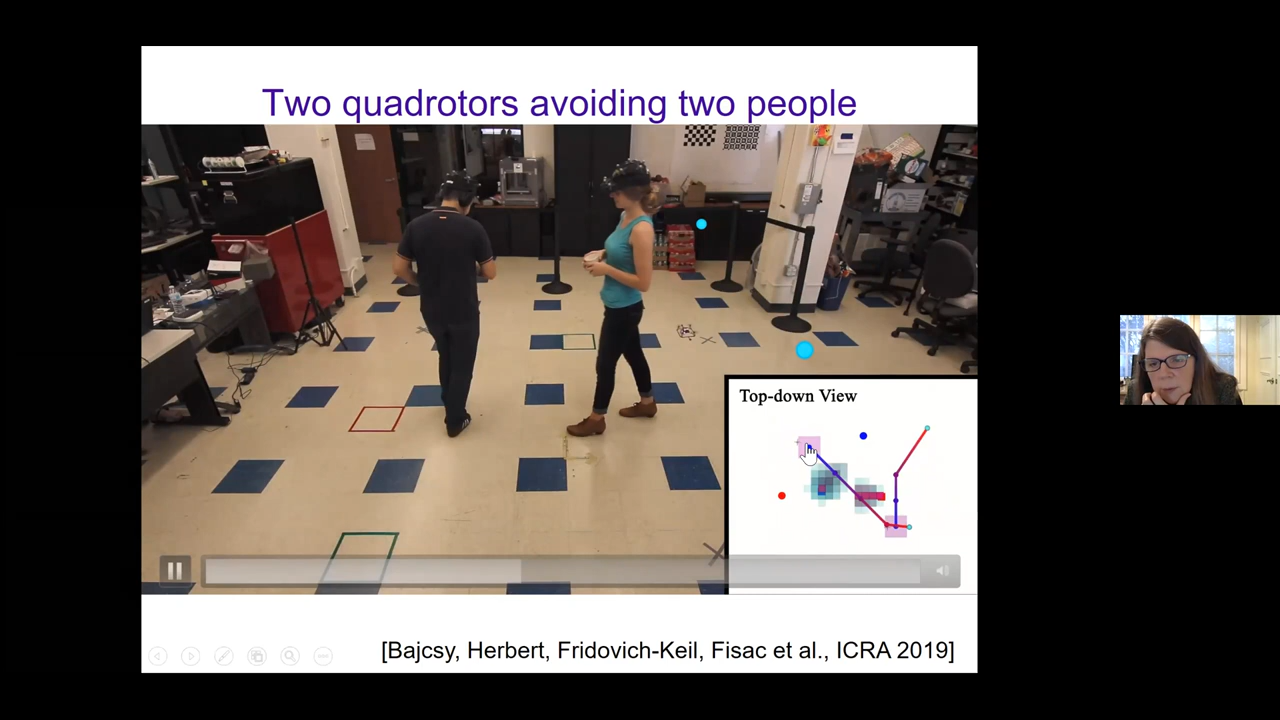 Two quadrotors avoiding two people
Top-down View
[Bajcsy, Herbert, Fridovich-Keil, Fisac et al., ICRA 2019]